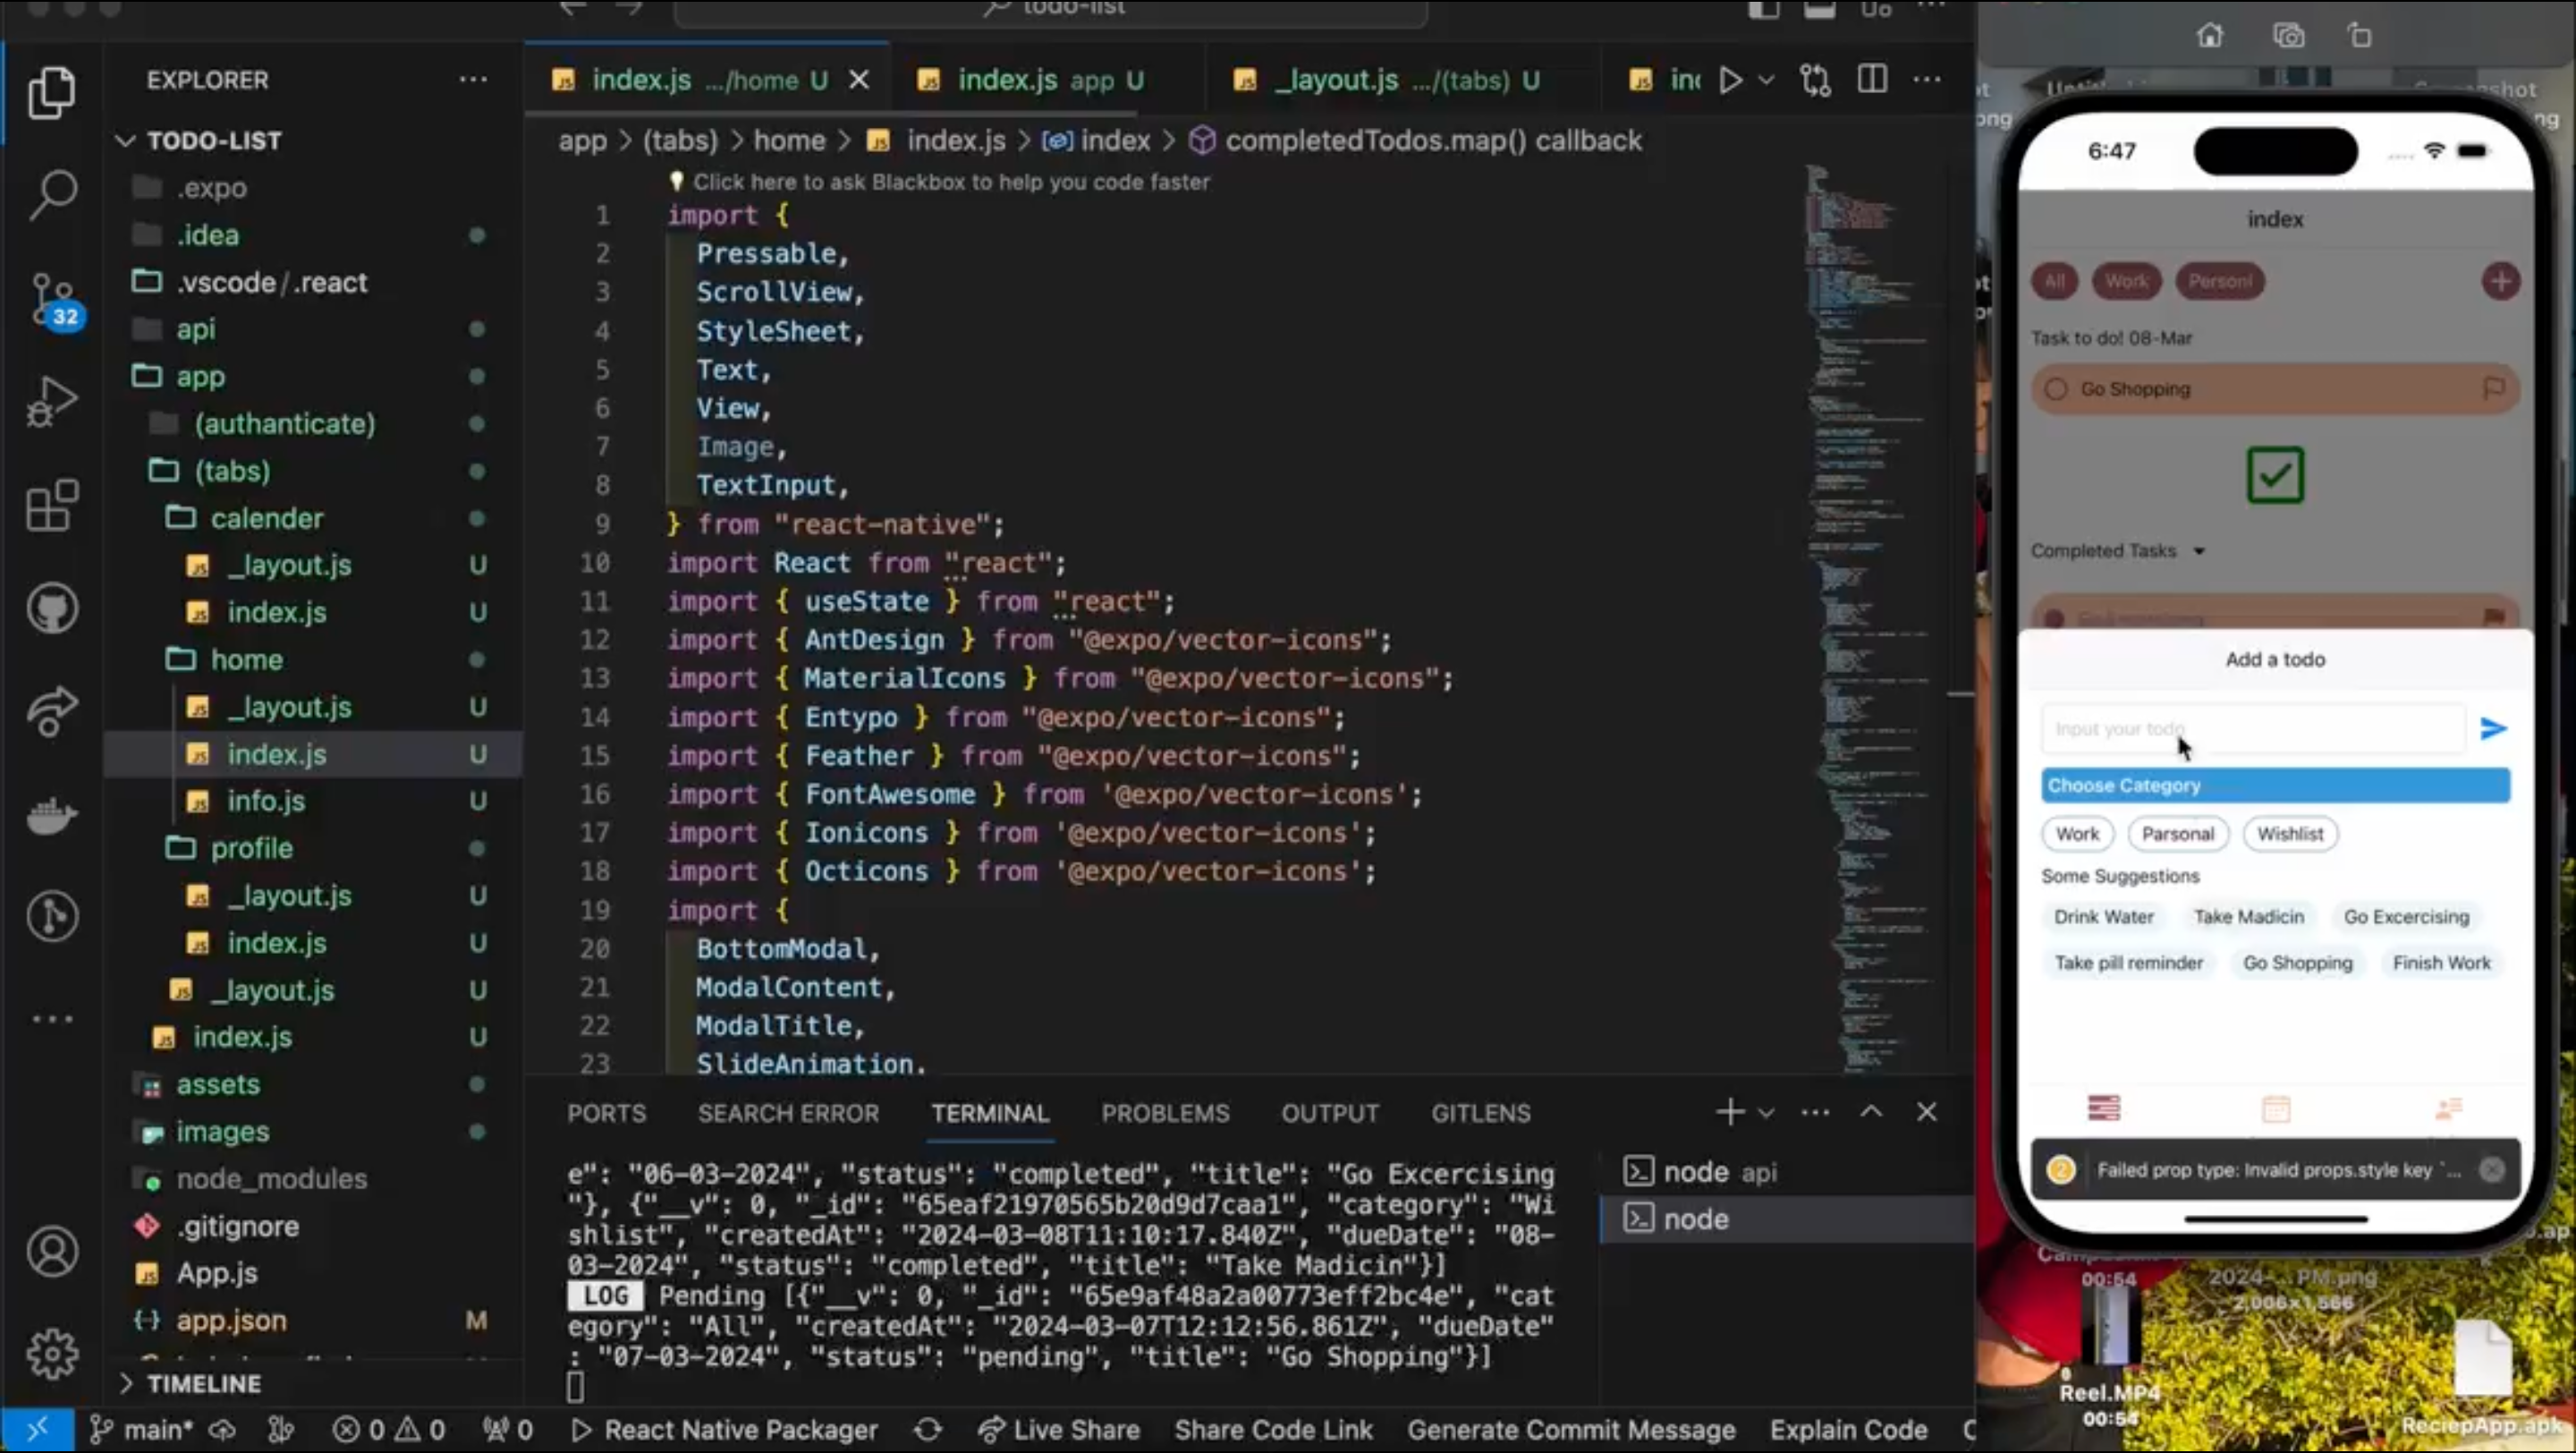 todo-list
EXPLORER
TODO-LIST
.expo
.idea
.vscode / .react
api
app
(authanticate)
(tabs)
calender
_layout.js U
index.js U
home
_layout.js U
index.js U
info.js U
profile
_layout.js U
index.js U
_layout.js U
index.js U
assets
images
node_modules
.gitignore
App.js
app.json M
TIMELINE
32
index.js .../home U
index.js app U
_layout.js .../(tabs) U
app > (tabs) > home > index.js > index > completedTodos.map() callback
Click here to ask Blackbox to help you code faster
1 import {
2 Pressable,
3 ScrollView,
4 StyleSheet,
5 Text,
6 View,
7 Image,
8 TextInput,
9 } from "react-native";
10 import React from "react";
11 import { useState } from "react";
12 import { AntDesign } from "@expo/vector-icons";
13 import { MaterialIcons } from "@expo/vector-icons";
14 import { Entypo } from "@expo/vector-icons";
15 import { Feather } from "@expo/vector-icons";
16 import { FontAwesome } from '@expo/vector-icons';
17 import { Ionicons } from '@expo/vector-icons';
18 import { Octicons } from '@expo/vector-icons';
19 import {
20 BottomModal,
21 ModalContent,
22 ModalTitle,
23 SlideAnimation,
PORTS SEARCH ERROR TERMINAL PROBLEMS OUTPUT GITLENS
e": "06-03-2024", "status": "completed", "title": "Go Excercising
"}, {"__v": 0, "_id": "65eaf21970565b20d9d7caa1", "category": "Wi
shlist", "createdAt": "2024-03-08T11:10:17.840Z", "dueDate": "08-
03-2024", "status": "completed", "title": "Take Madicin"}]
LOG Pending [{"__v": 0, "_id": "65e9af48a2a00773eff2bc4e", "cat
egory": "All", "createdAt": "2024-03-07T12:12:56.861Z", "dueDate"
: "07-03-2024", "status": "pending", "title": "Go Shopping"}]
node api
node
main* 0 0 0 React Native Packager Live Share Share Code Link Generate Commit Message Explain Code
6:47
index
All Work Personl
Task to do! 08-Mar
Go Shopping
Completed Tasks
Add a todo
Input your todo
Choose Category
Work Parsonal Wishlist
Some Suggestions
Drink Water Take Madicin Go Excercising
Take pill reminder Go Shopping Finish Work
2 Failed prop type: Invalid props.style key `...
00:54
2024-... PM.png
2,006×1,566
Reel.MP4
00:54
ReciepApp.apk